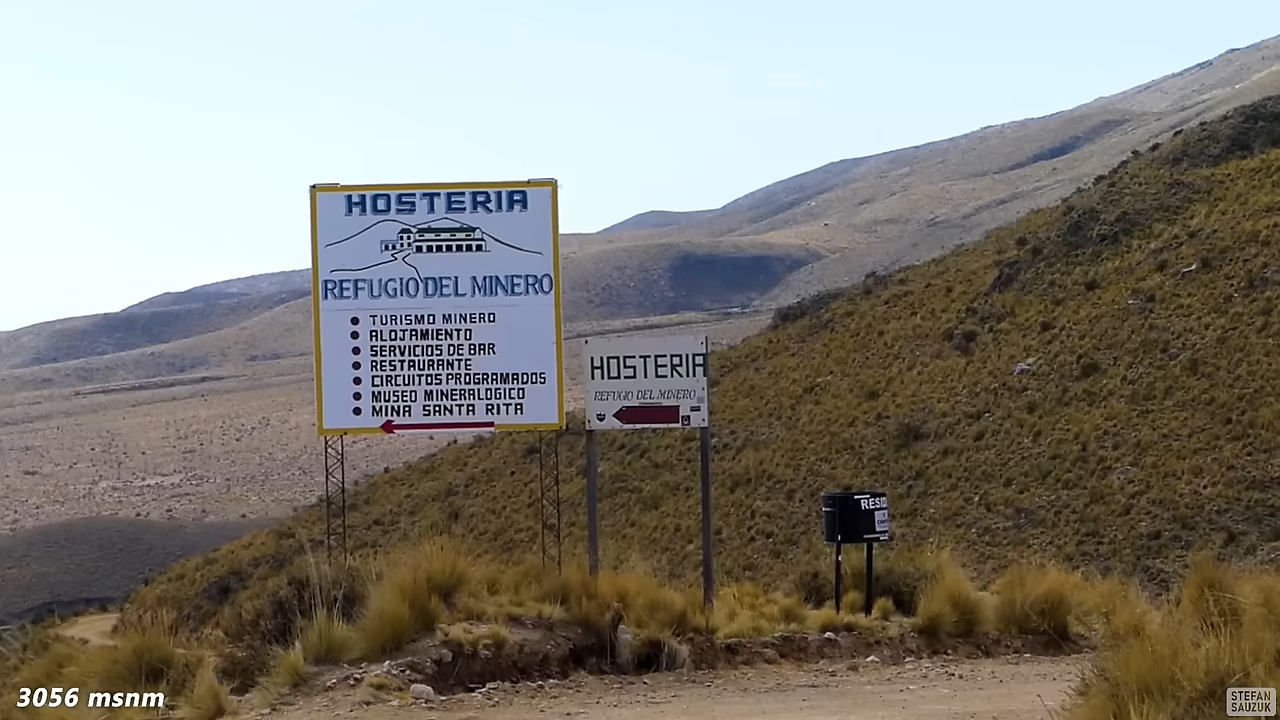 HOSTERIA
REFUGIO DEL MINERO
TURISMO MINERO
ALOJAMIENTO
SERVICIOS DE BAR
RESTAURANTE
CIRCUITOS PROGRAMADOS
MUSEO MINERALOGICO
MINA SANTA RITA
HOSTERIA
REFUGIO DEL MINERO
RESID
3056 msnm
STEFAN
SAUZUK